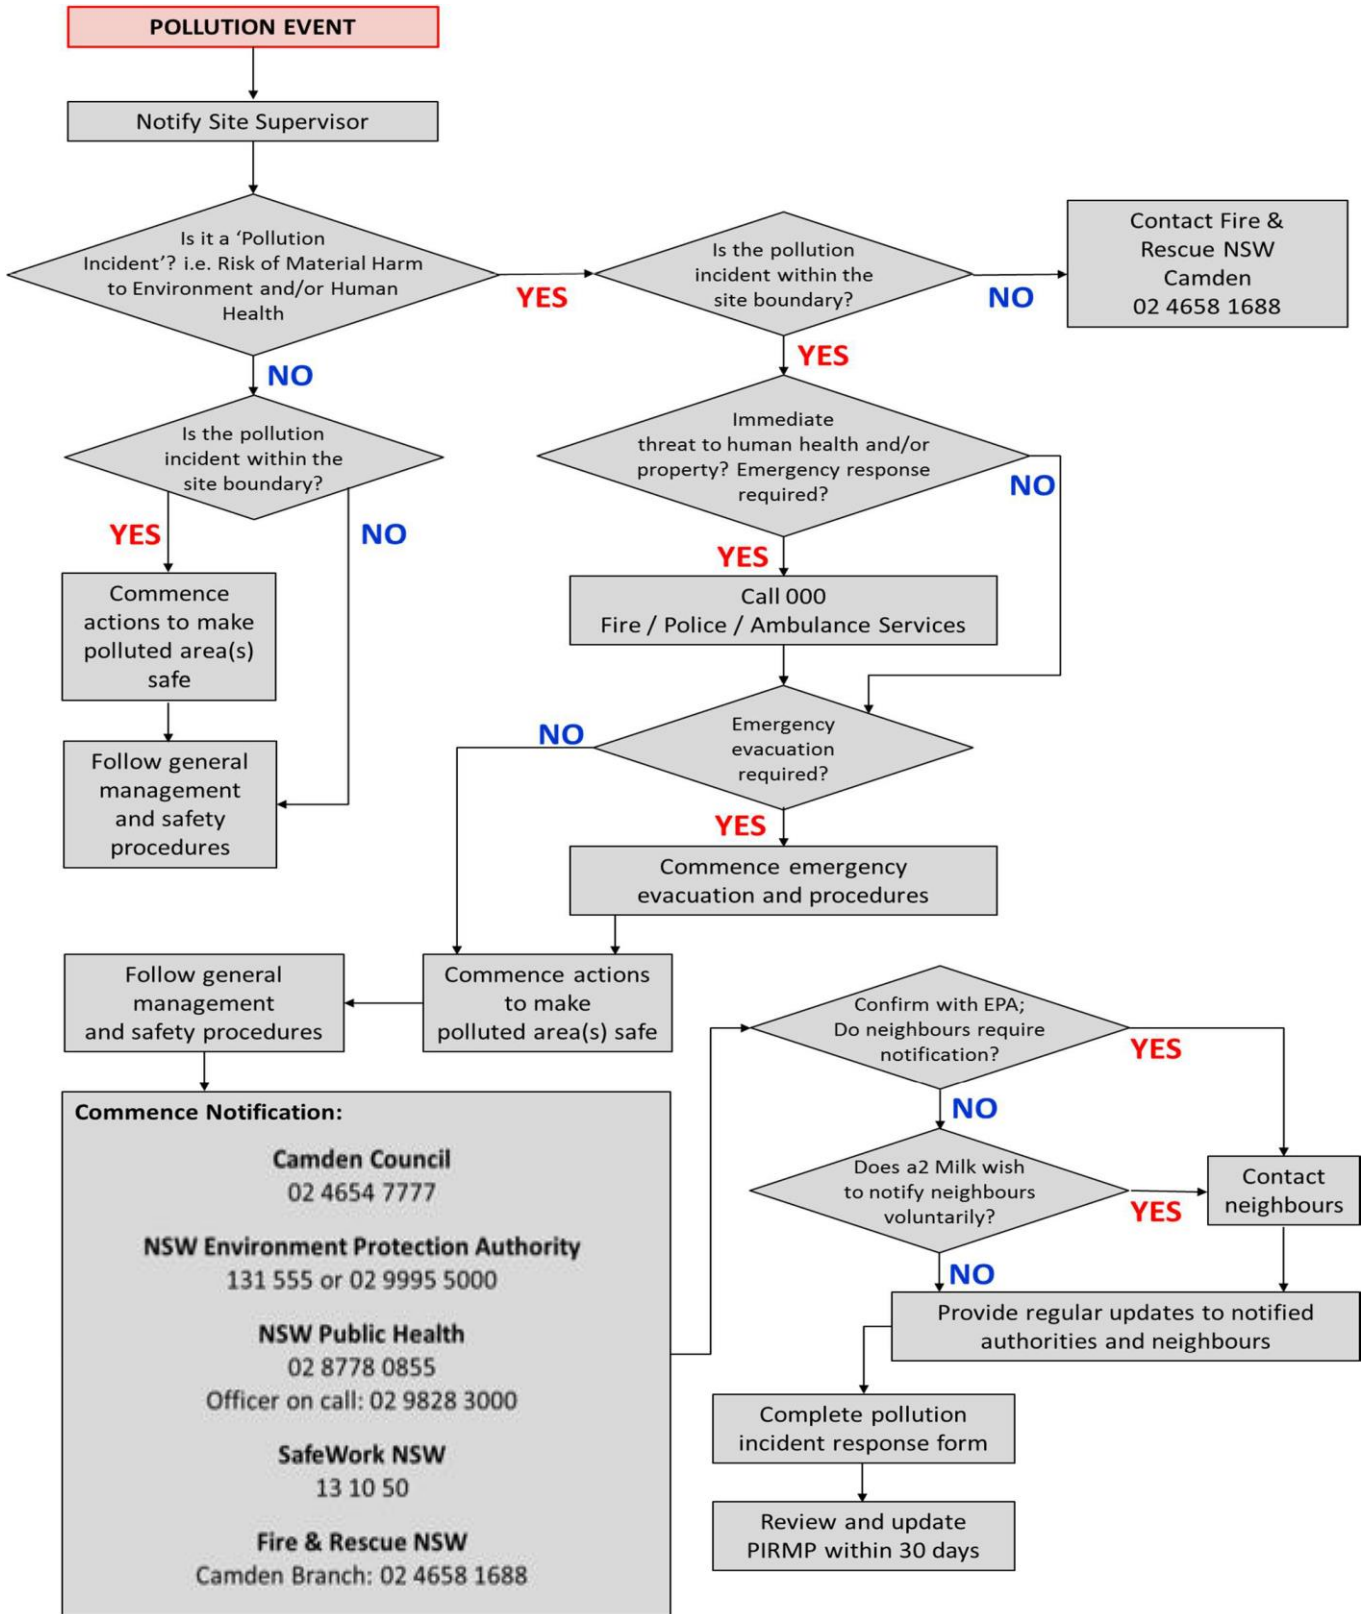 POLLUTION EVENT
Notify Site Supervisor
Is it a ‘Pollution
Incident’? i.e. Risk of Material Harm
to Environment and/or Human
Health
YES
NO
Is the pollution
incident within the
site boundary?
NO
YES
Contact Fire &
Rescue NSW
Camden
02 4658 1688
Is the pollution
incident within the
site boundary?
YES
NO
Commence
actions to make
polluted area(s)
safe
Follow general
management
and safety
procedures
Immediate
threat to human health and/or
property? Emergency response
required?
NO
YES
Call 000
Fire / Police / Ambulance Services
Emergency
evacuation
required?
NO
YES
Commence emergency
evacuation and procedures
Commence actions
to make
polluted area(s) safe
Follow general
management
and safety procedures
Commence Notification:
Camden Council
02 4654 7777
NSW Environment Protection Authority
131 555 or 02 9995 5000
NSW Public Health
02 8778 0855
Officer on call: 02 9828 3000
SafeWork NSW
13 10 50
Fire & Rescue NSW
Camden Branch: 02 4658 1688
Confirm with EPA;
Do neighbours require
notification?
YES
NO
Does a2 Milk wish
to notify neighbours
voluntarily?
YES
NO
Contact
neighbours
Provide regular updates to notified
authorities and neighbours
Complete pollution
incident response form
Review and update
PIRMP within 30 days